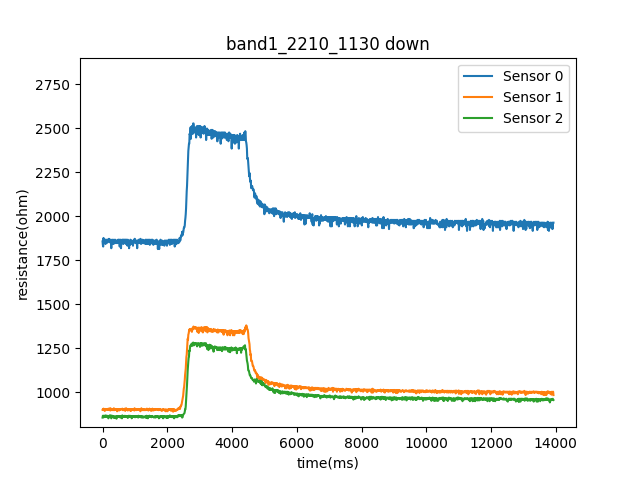 band1_2210_1130 down
Sensor 0
Sensor 1
Sensor 2
resistance(ohm)
2750
2500
2250
2000
1750
1500
1250
1000
0 2000 4000 6000 8000 10000 12000 14000
time(ms)